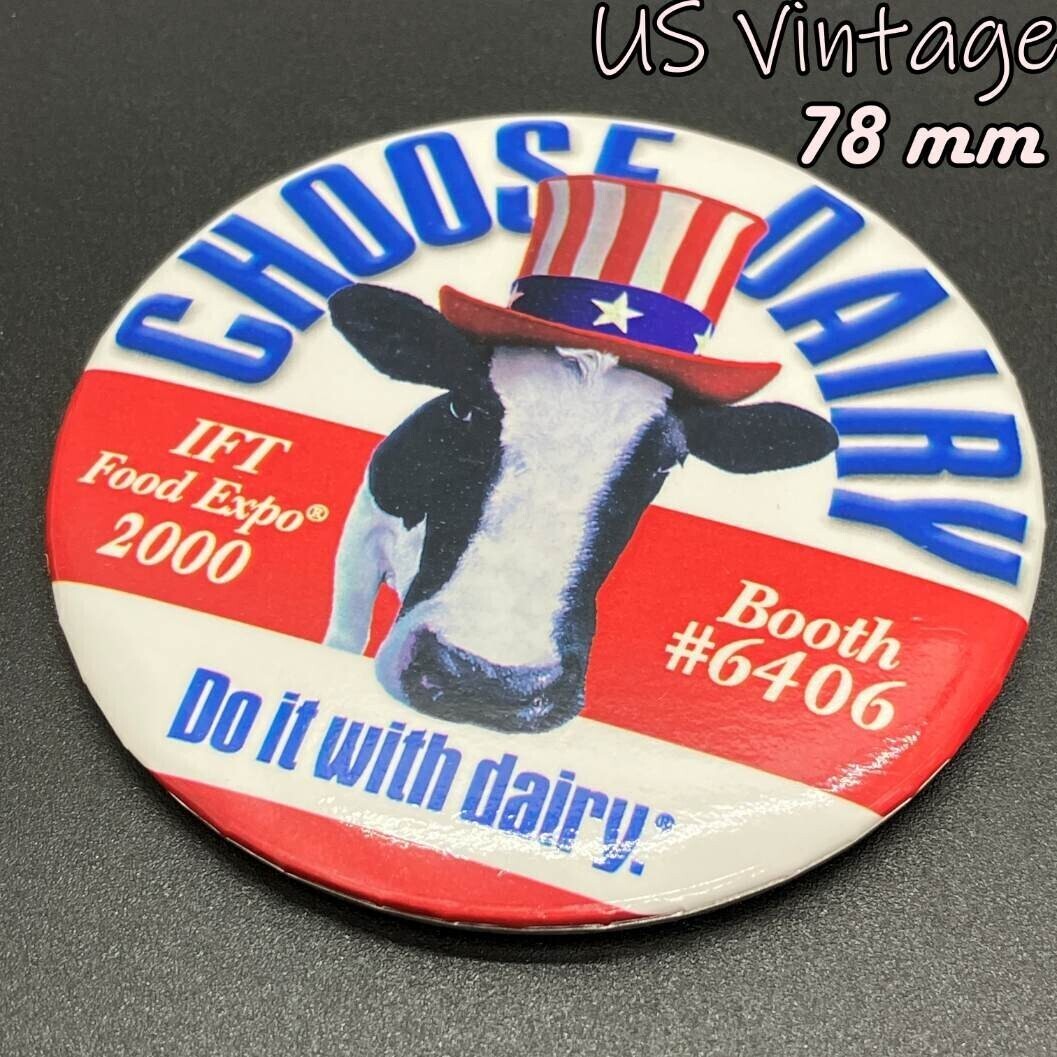 US Vintage
78 mm
CHOOSE DAIRY
IFT
Food Expo®
2000
Booth
#6406
Do it with dairy.®